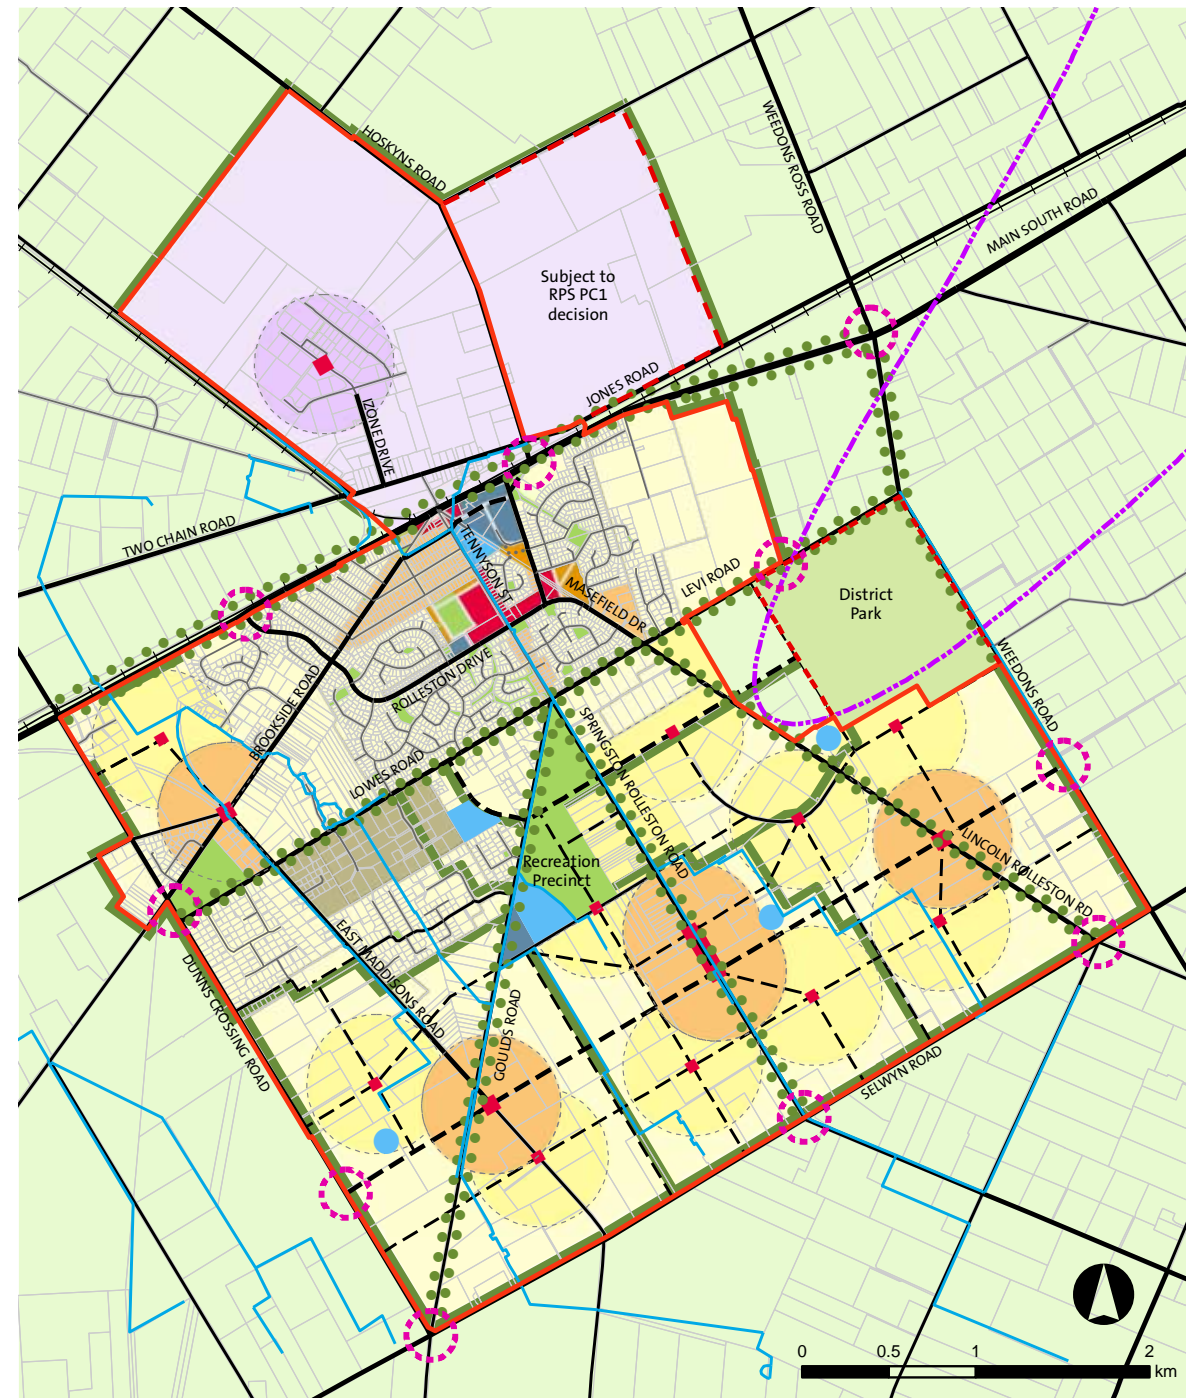 HOSKYNS ROAD
WEEDONS ROSS ROAD
MAIN SOUTH ROAD
Subject to
RPS PC1
decision
JONES ROAD
IZONE DRIVE
TWO CHAIN ROAD
TENNYSON ST
MASEFIELD DR
LEVI ROAD
District
Park
WEEDONS ROAD
ROLLESTON DRIVE
BROOKSIDE ROAD
LOWES ROAD
SPRINGSTON ROLLESTON ROAD
LINCOLN ROLLESTON RD
Recreation
Precinct
EAST MADDISONS ROAD
DUNNS CROSSING ROAD
GOULDS ROAD
SELWYN ROAD
0 0.5 1 2
km